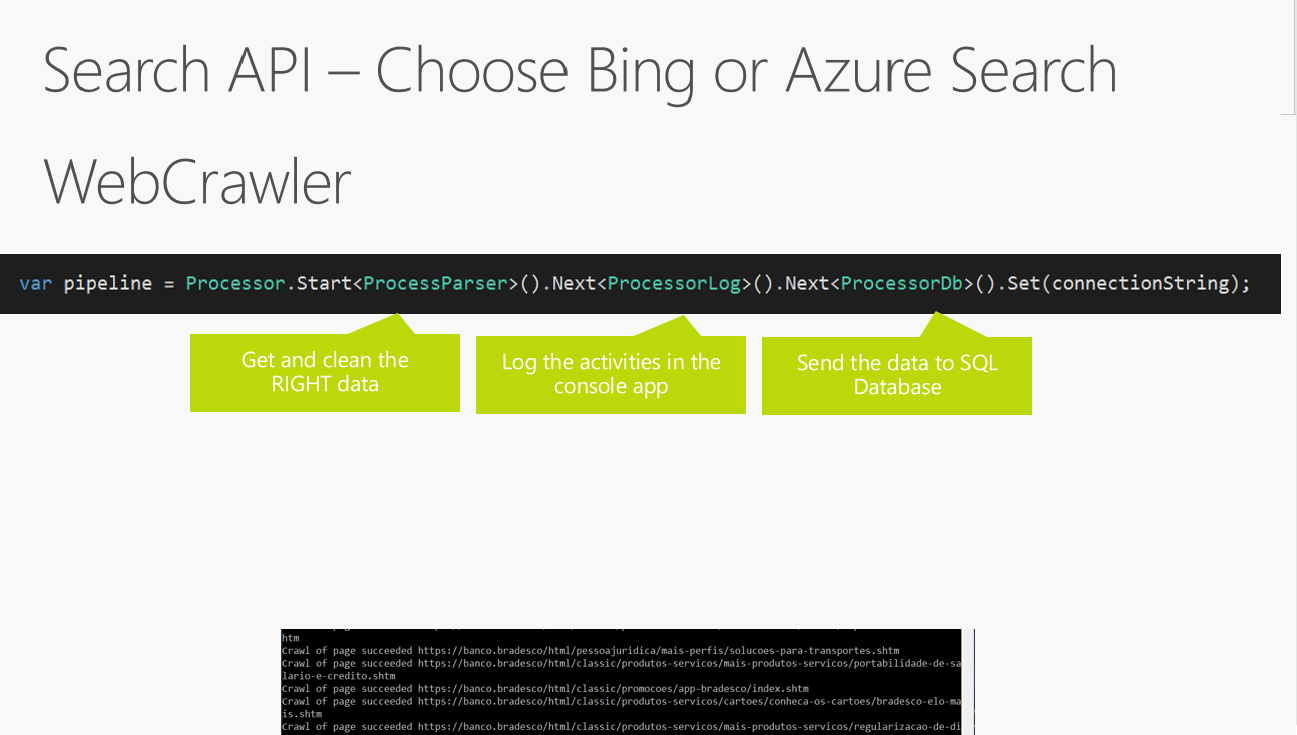 Search API – Choose Bing or Azure Search
WebCrawler
var pipeline = Processor.Start<ProcessParser>().Next<ProcessorLog>().Next<ProcessorDb>().Set(connectionString);
Get and clean the
RIGHT data
Log the activities in the
console app
Send the data to SQL
Database
htm
Crawl of page succeeded https://banco.bradesco/html/pessoajuridica/mais-perfis/solucoes-para-transportes.shtm
Crawl of page succeeded https://banco.bradesco/html/classic/produtos-servicos/mais-produtos-servicos/portabilidade-de-sa
lario-e-credito.shtm
Crawl of page succeeded https://banco.bradesco/html/classic/promocoes/app-bradesco/index.shtm
Crawl of page succeeded https://banco.bradesco/html/classic/produtos-servicos/cartoes/conheca-os-cartoes/bradesco-elo-ma
is.shtm
Crawl of page succeeded https://banco.bradesco/html/classic/produtos-servicos/mais-produtos-servicos/regularizacao-de-di